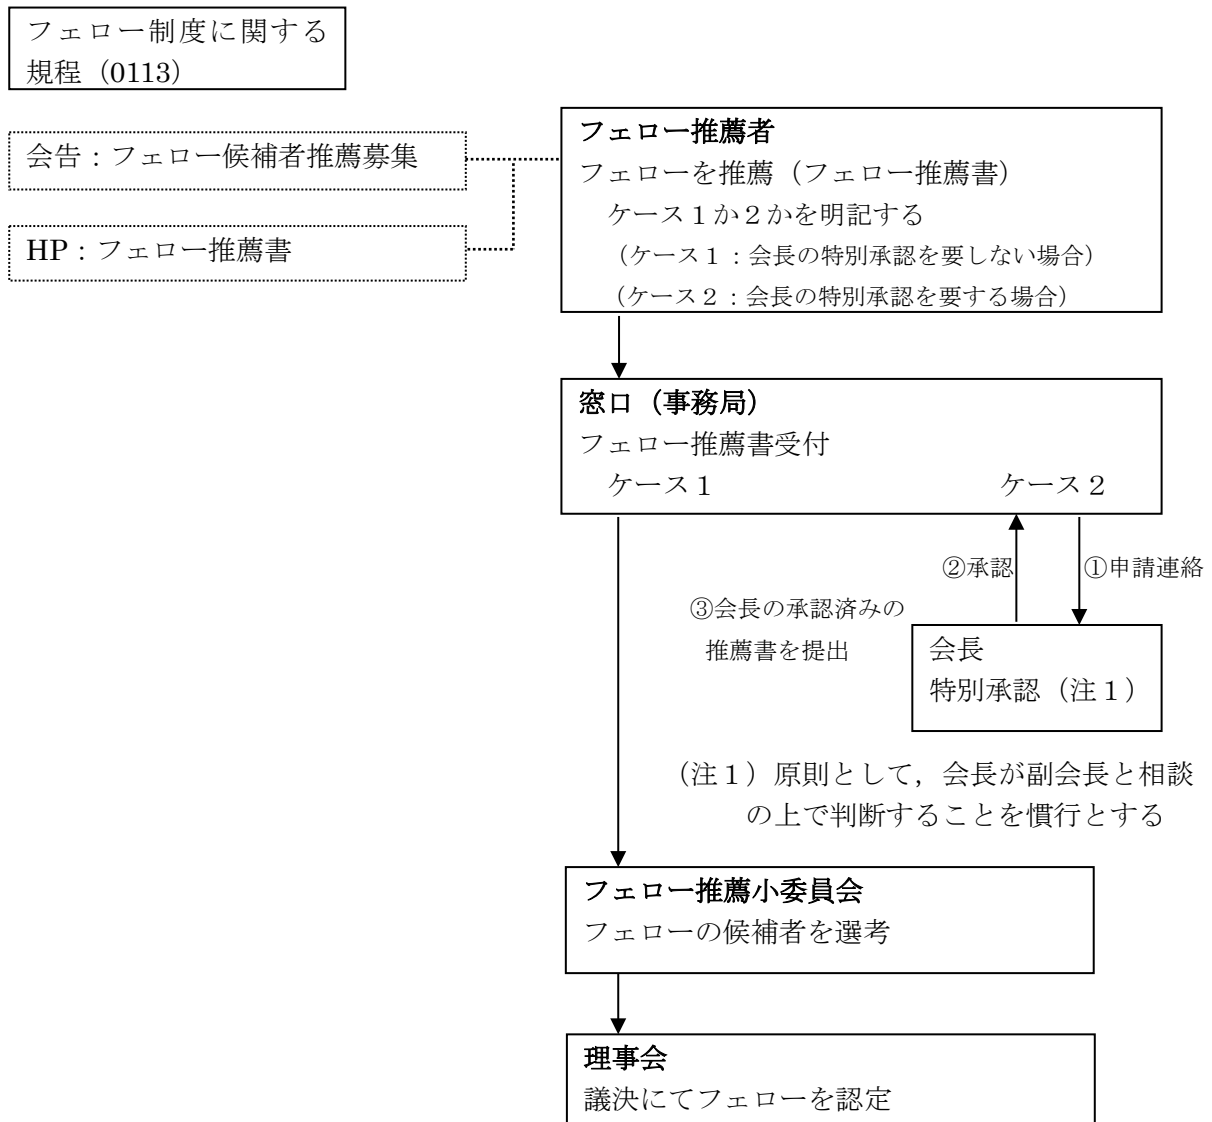 フェロー制度に関する
規程（0113）
会告：フェロー候補者推薦募集
HP：フェロー推薦書
フェロー推薦者
フェローを推薦（フェロー推薦書）
ケース１か２かを明記する
（ケース１：会長の特別承認を要しない場合）
（ケース２：会長の特別承認を要する場合）
窓口（事務局）
フェロー推薦書受付
ケース１
ケース２
②承認
①申請連絡
③会長の承認済みの
推薦書を提出
会長
特別承認（注１）
（注１）原則として，会長が副会長と相談
の上で判断することを慣行とする
フェロー推薦小委員会
フェローの候補者を選考
理事会
議決にてフェローを認定